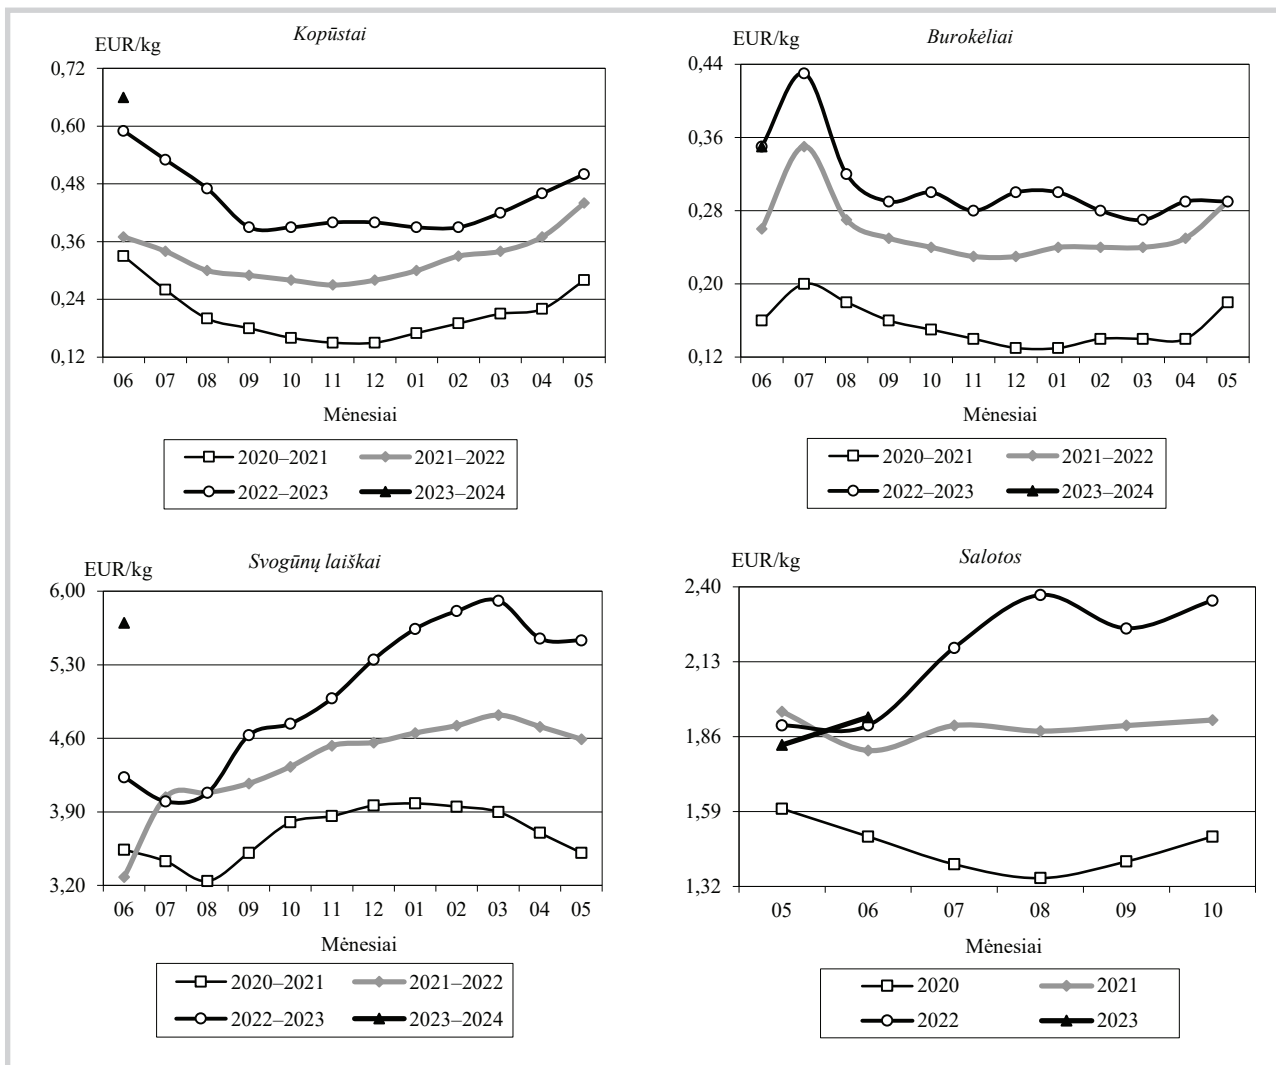 Kopūstai
EUR/kg
0,72
0,60
0,48
0,36
0,24
0,12
06 07 08 09 10 11 12 01 02 03 04 05
Mėnesiai
2020–2021 2021–2022
2022–2023 2023–2024
Burokėliai
EUR/kg
0,44
0,36
0,28
0,20
0,12
06 07 08 09 10 11 12 01 02 03 04 05
Mėnesiai
2020–2021 2021–2022
2022–2023 2023–2024
Svogūnų laiškai
EUR/kg
6,00
5,30
4,60
3,90
3,20
06 07 08 09 10 11 12 01 02 03 04 05
Mėnesiai
2020–2021 2021–2022
2022–2023 2023–2024
Salotos
EUR/kg
2,40
2,13
1,86
1,59
1,32
05 06 07 08 09 10
Mėnesiai
2020 2021
2022 2023